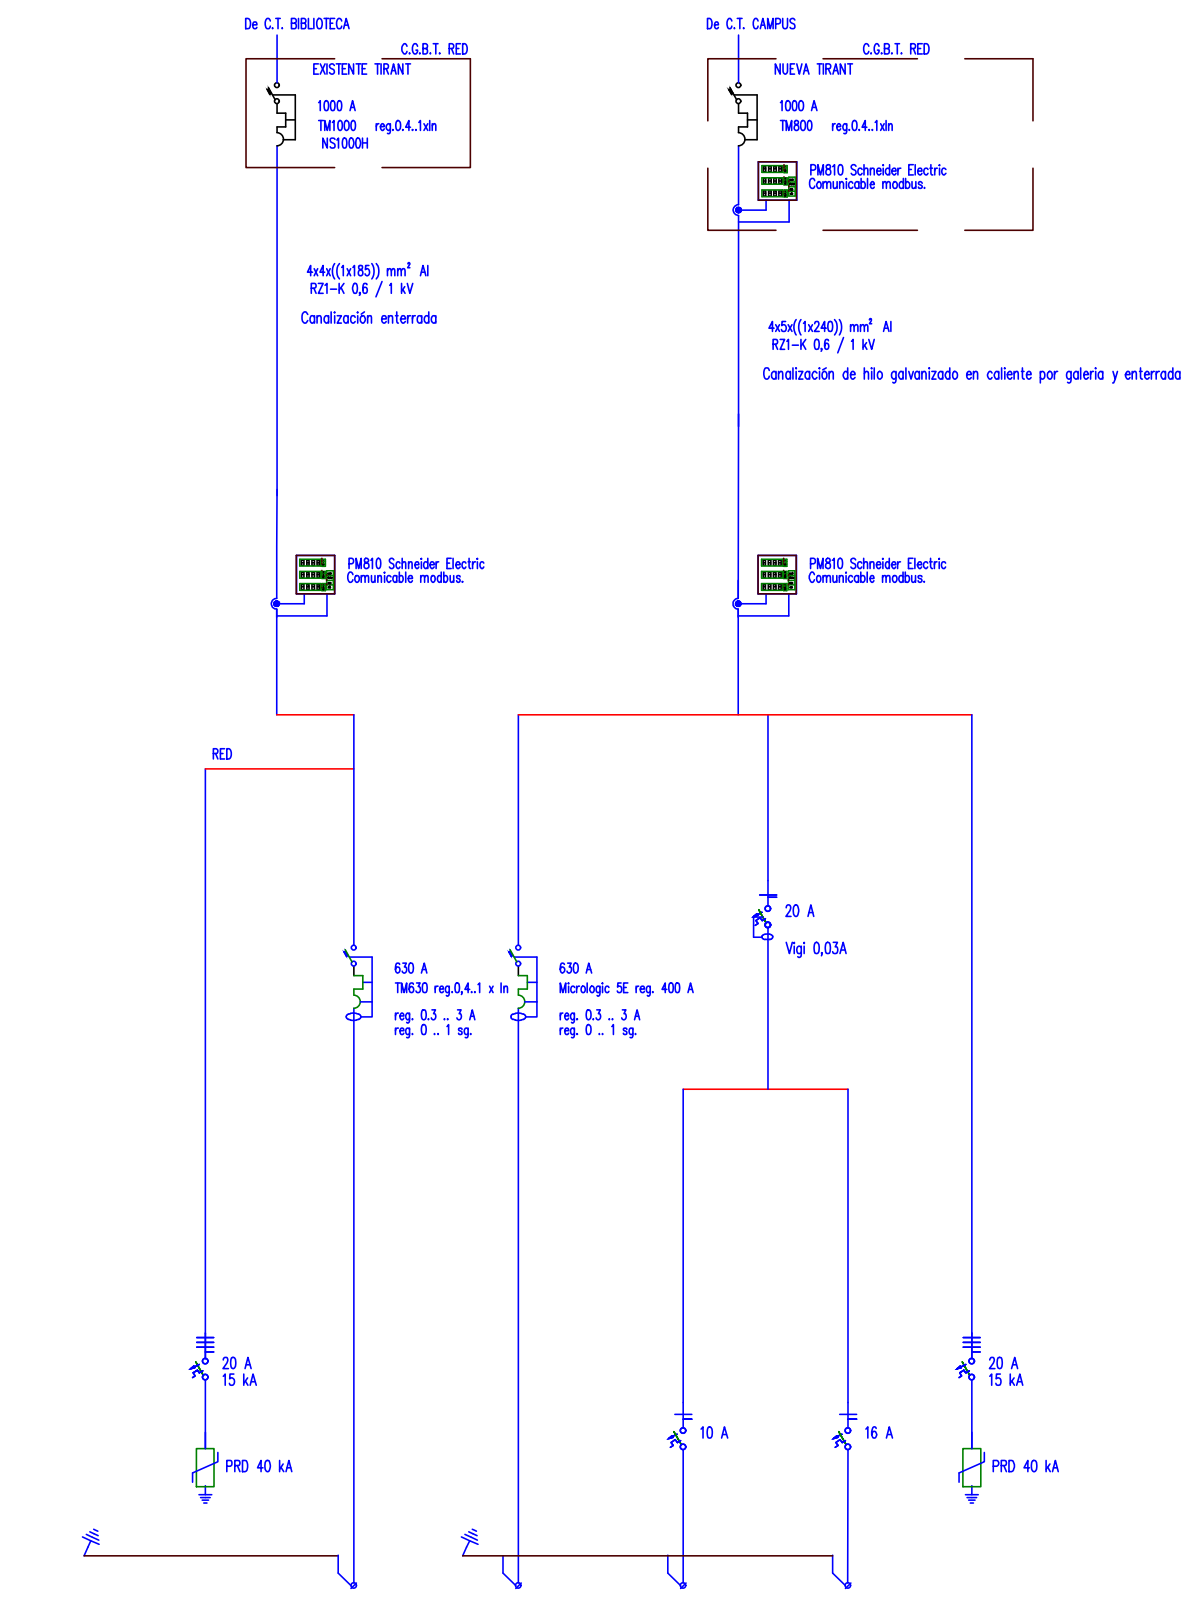 De C.T. BIBLIOTECA
C.G.B.T. RED
EXISTENTE TIRANT
1000 A
TM1000 reg.0.4..1xIn
NS1000H
De C.T. CAMPUS
C.G.B.T. RED
NUEVA TIRANT
1000 A
TM800 reg.0.4..1xIn
PM810 Schneider Electric
Comunicable modbus.
4x4x((1x185)) mm² Al
RZ1-K 0,6 / 1 kV
Canalización enterrada
4x5x((1x240)) mm² Al
RZ1-K 0,6 / 1 kV
Canalización de hilo galvanizado en caliente por galeria y enterrada
PM810 Schneider Electric
Comunicable modbus.
PM810 Schneider Electric
Comunicable modbus.
RED
20 A
Vigi 0,03A
630 A
TM630 reg.0,4..1 x In
reg. 0.3 .. 3 A
reg. 0 .. 1 sg.
630 A
Micrologic 5E reg. 400 A
reg. 0.3 .. 3 A
reg. 0 .. 1 sg.
20 A
15 kA
20 A
15 kA
10 A
16 A
PRD 40 kA
PRD 40 kA